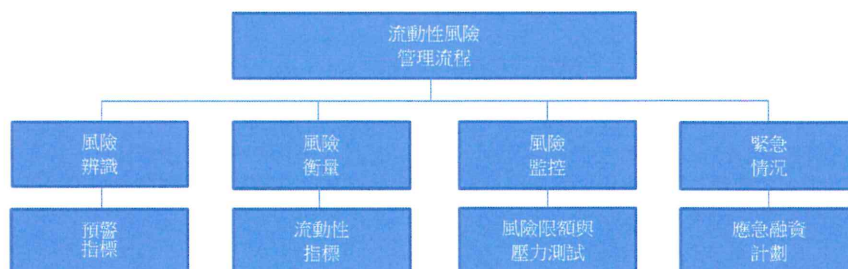 流動性風險
管理流程
風險
辨識
風險
衡量
風險
監控
緊急
情況
預警
指標
流動性
指標
風險限額與
壓力測試
應急融資
計劃